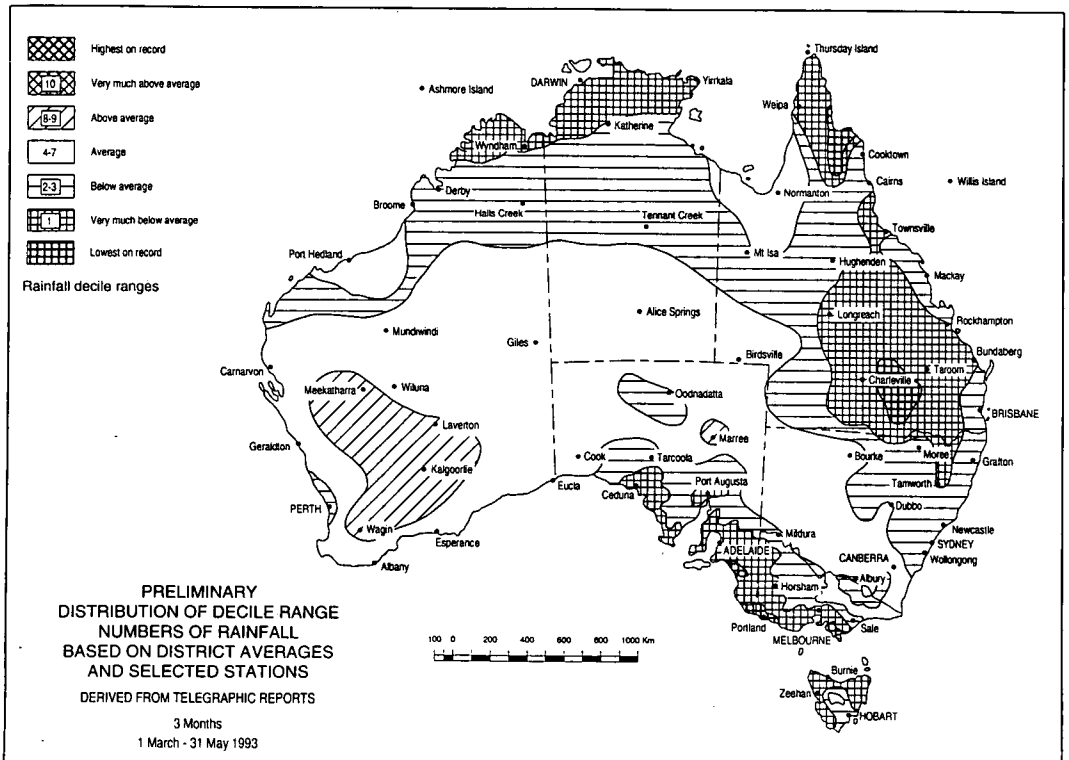 Highest on record
10 Very much above average
8-9 Above average
4-7 Average
2-3 Below average
1 Very much below average
Lowest on record
Rainfall decile ranges
Thursday Island
DARWIN
Yirrkala
Ashmore Island
Weipa
Katherine
Wyndham
Cooktown
Cairns
Willis Island
Derby
Normanton
Broome
Halls Creek
Tennant Creek
Townsville
Port Hedland
Mt Isa
Hughenden
Mackay
Longreach
Alice Springs
Rockhampton
Mundiwindi
Giles
Birdsville
Bundaberg
Carnarvon
Taroom
Charleville
Meekatharra
Wiluna
Oodnadatta
BRISBANE
Laverton
Marree
Geraldton
Cook
Tarcoola
Bourke
Moree
Grafton
Kalgoorlie
Eucla
Ceduna
Port Augusta
Tamworth
PERTH
Dubbo
Wagin
Esperance
Mildura
Newcastle
ADELAIDE
SYDNEY
Wollongong
Albany
CANBERRA
Horsham
Albury
Portland
MELBOURNE
Sale
Burnie
Zeehan
HOBART
100 0 200 400 600 800 1000 Km
PRELIMINARY
DISTRIBUTION OF DECILE RANGE
NUMBERS OF RAINFALL
BASED ON DISTRICT AVERAGES
AND SELECTED STATIONS
DERIVED FROM TELEGRAPHIC REPORTS
3 Months
1 March - 31 May 1993